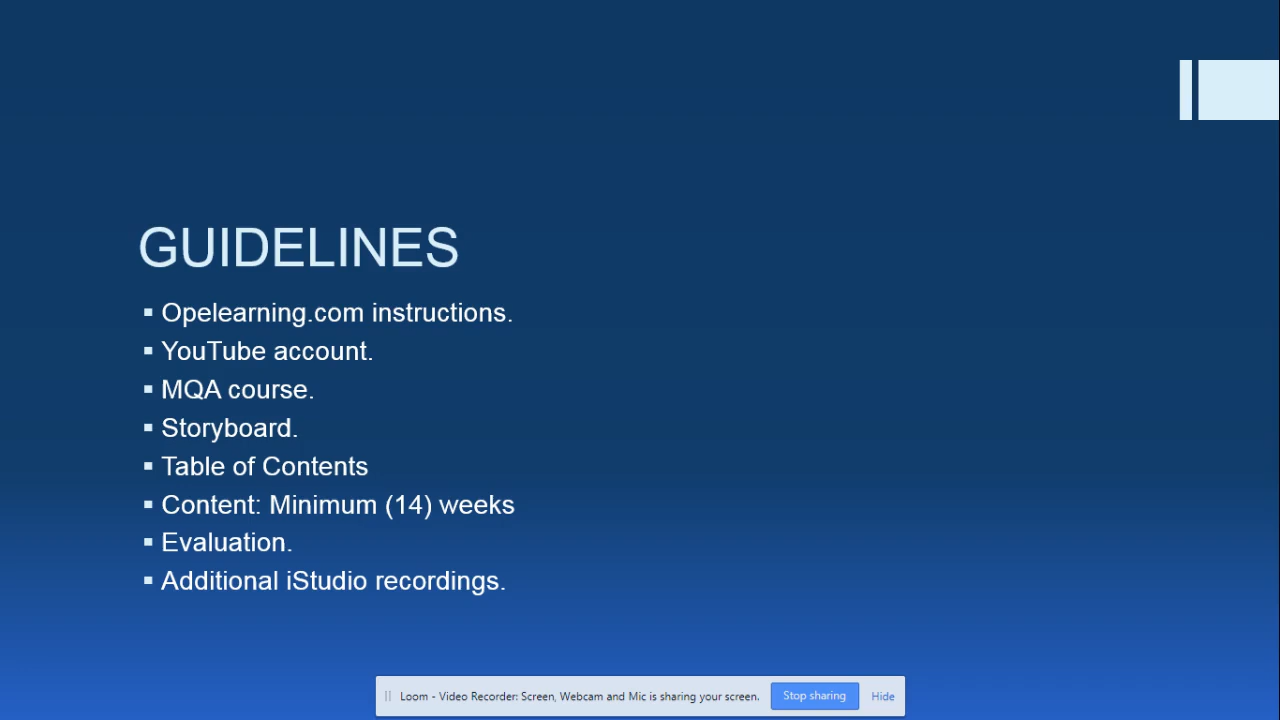 GUIDELINES
▪ Opelearning.com instructions.
▪ YouTube account.
▪ MQA course.
▪ Storyboard.
▪ Table of Contents
▪ Content: Minimum (14) weeks
▪ Evaluation.
▪ Additional iStudio recordings.
Loom - Video Recorder: Screen, Webcam and Mic is sharing your screen. Stop sharing Hide